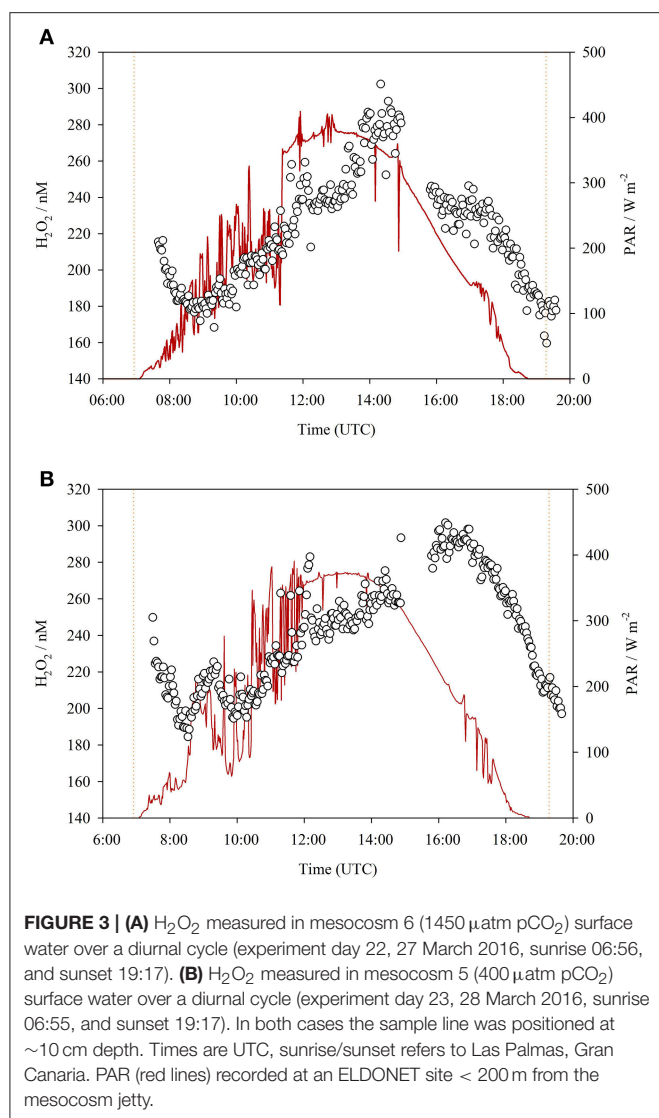 A
320
300
280
260
240
220
200
180
160
140
H₂O₂ / nM
500
400
300
200
100
0
PAR / W m⁻²
06:00 08:00 10:00 12:00 14:00 16:00 18:00 20:00
Time (UTC)
B
320
300
280
260
240
220
200
180
160
140
H₂O₂ / nM
500
400
300
200
100
0
PAR / W m⁻²
6:00 8:00 10:00 12:00 14:00 16:00 18:00 20:00
Time (UTC)
FIGURE 3 | (A) H₂O₂ measured in mesocosm 6 (1450 μatm pCO₂) surface
water over a diurnal cycle (experiment day 22, 27 March 2016, sunrise 06:56,
and sunset 19:17). (B) H₂O₂ measured in mesocosm 5 (400 μatm pCO₂)
surface water over a diurnal cycle (experiment day 23, 28 March 2016, sunrise
06:55, and sunset 19:17). In both cases the sample line was positioned at
~10 cm depth. Times are UTC, sunrise/sunset refers to Las Palmas, Gran
Canaria. PAR (red lines) recorded at an ELDONET site < 200 m from the
mesocosm jetty.